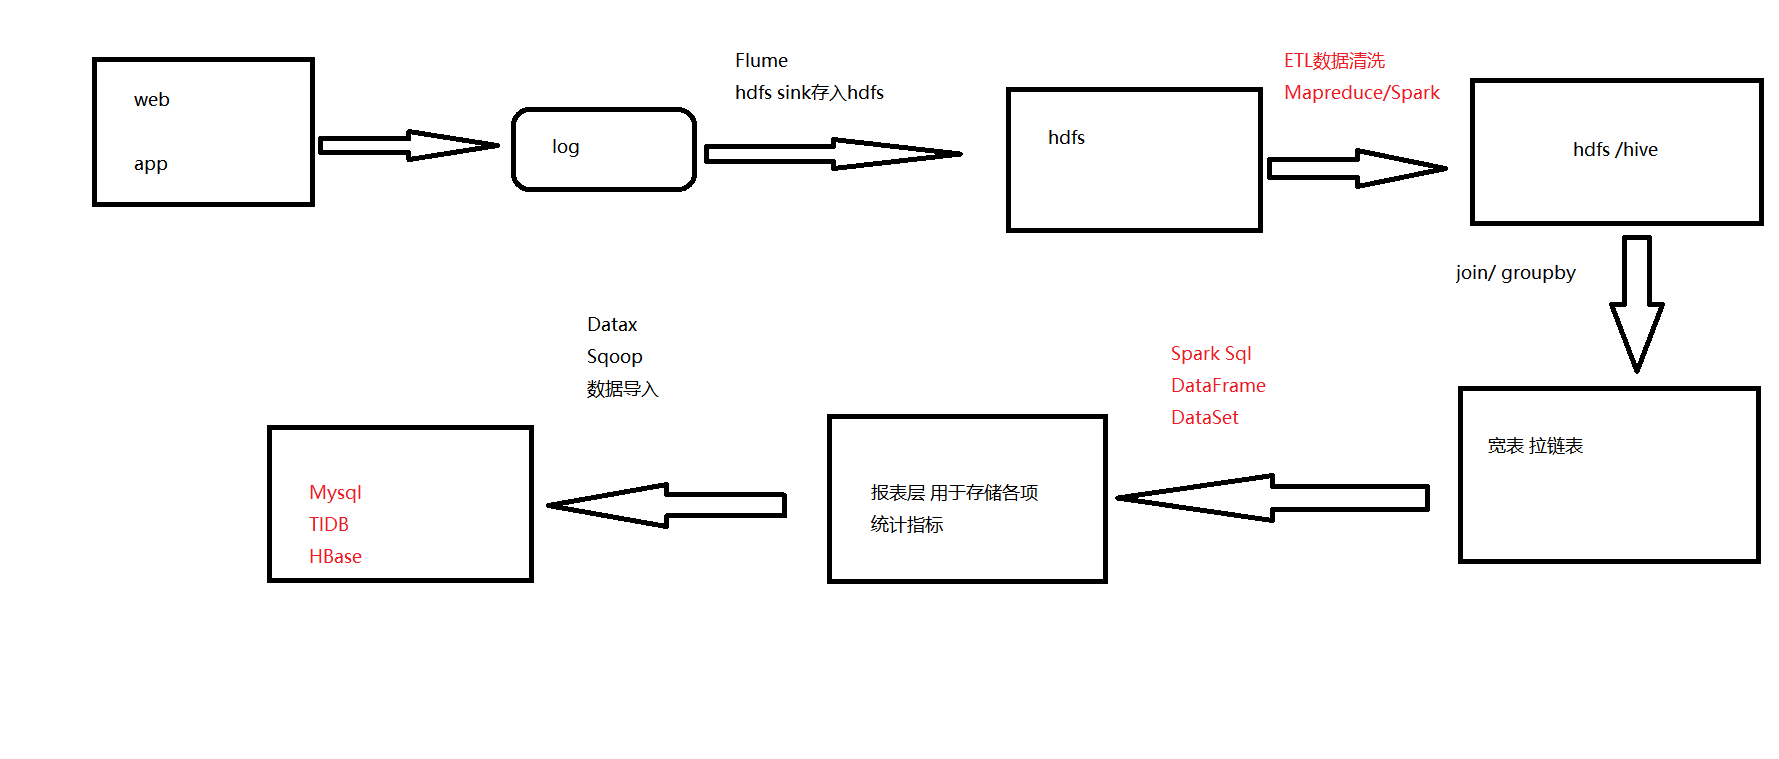 web
app
log
Flume
hdfs sink存入hdfs
hdfs
ETL数据清洗
Mapreduce/Spark
hdfs /hive
join/ groupby
宽表 拉链表
Spark Sql
DataFrame
DataSet
报表层 用于存储各项
统计指标
Datax
Sqoop
数据导入
Mysql
TIDB
HBase